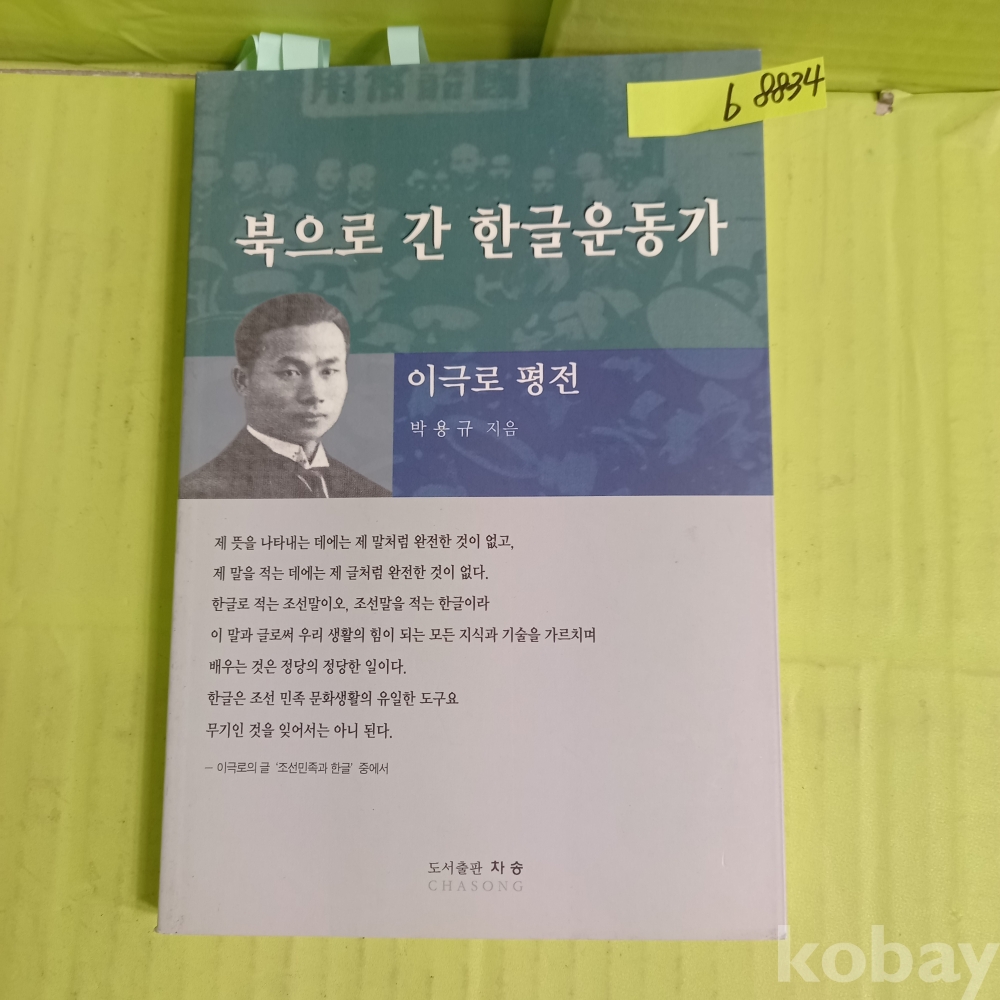 b 8834
북으로 간 한글운동가
이극로 평전
박용규 지음
제 뜻을 나타내는 데에는 제 말처럼 완전한 것이 없고,
제 말을 적는 데에는 제 글처럼 완전한 것이 없다.
한글로 적는 조선말이오, 조선말을 적는 한글이라
이 말과 글로써 우리 생활의 힘이 되는 모든 지식과 기술을 가르치며
배우는 것은 정당의 정당한 일이다.
한글은 조선 민족 문화생활의 유일한 도구요
무기인 것을 잊어서는 아니 된다.
– 이극로의 글 '조선민족과 한글' 중에서
도서출판 차송
CHASONG
kobay